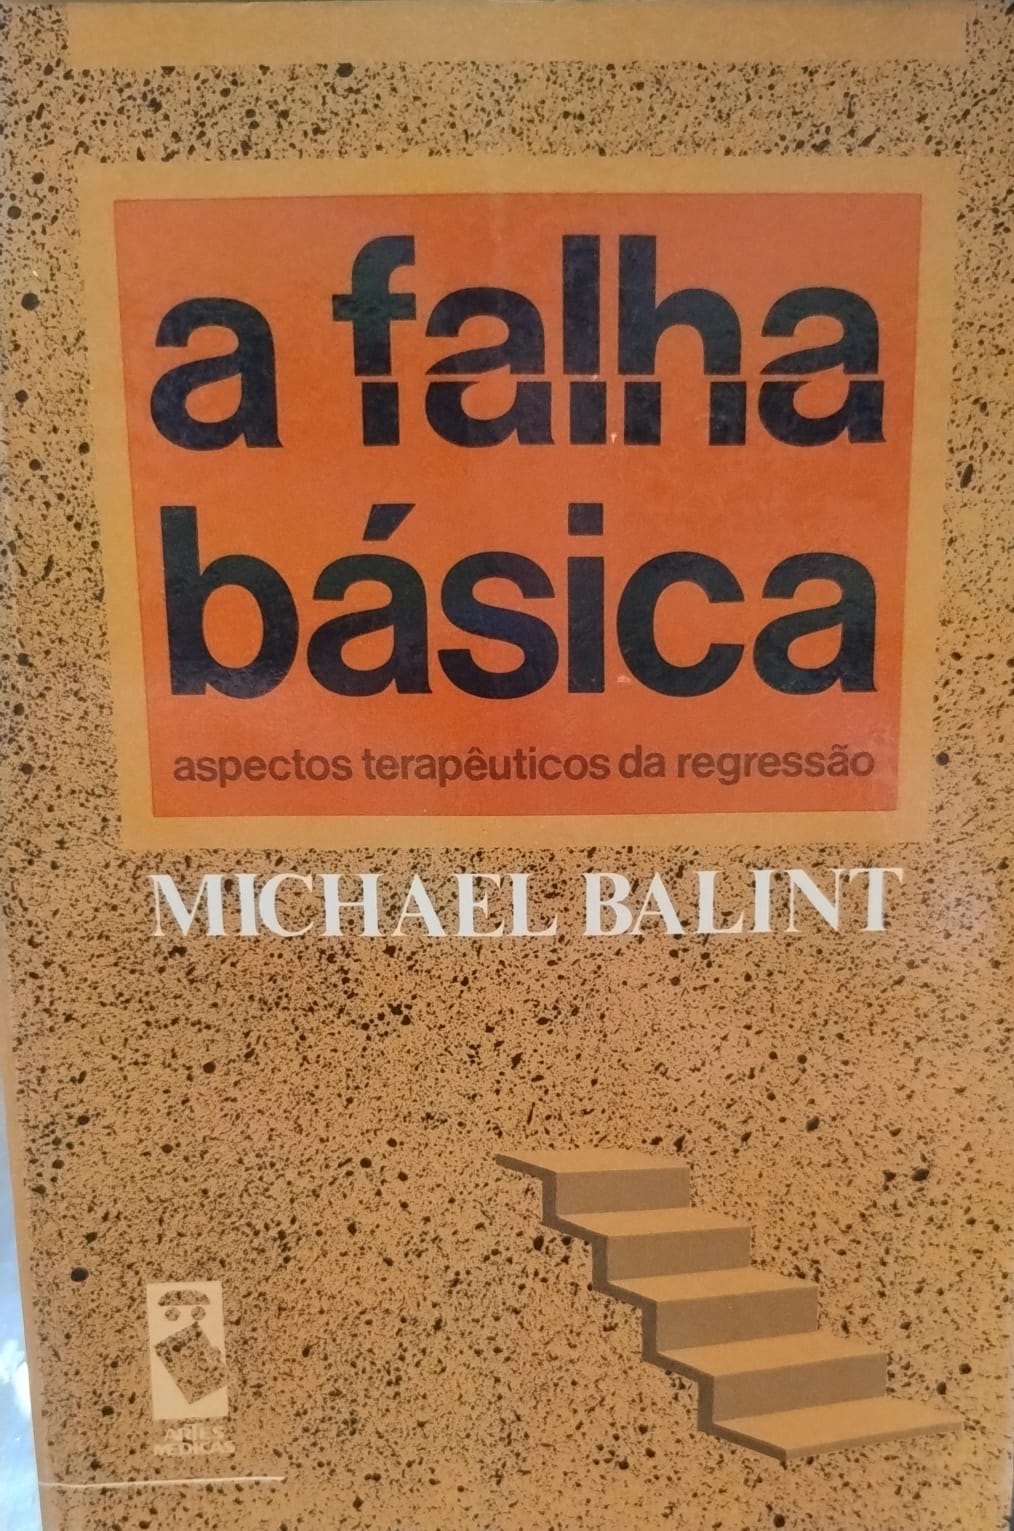 a falha
básica
aspectos terapêuticos da regressão
MICHAEL BALINT
ARTES
MÉDICAS